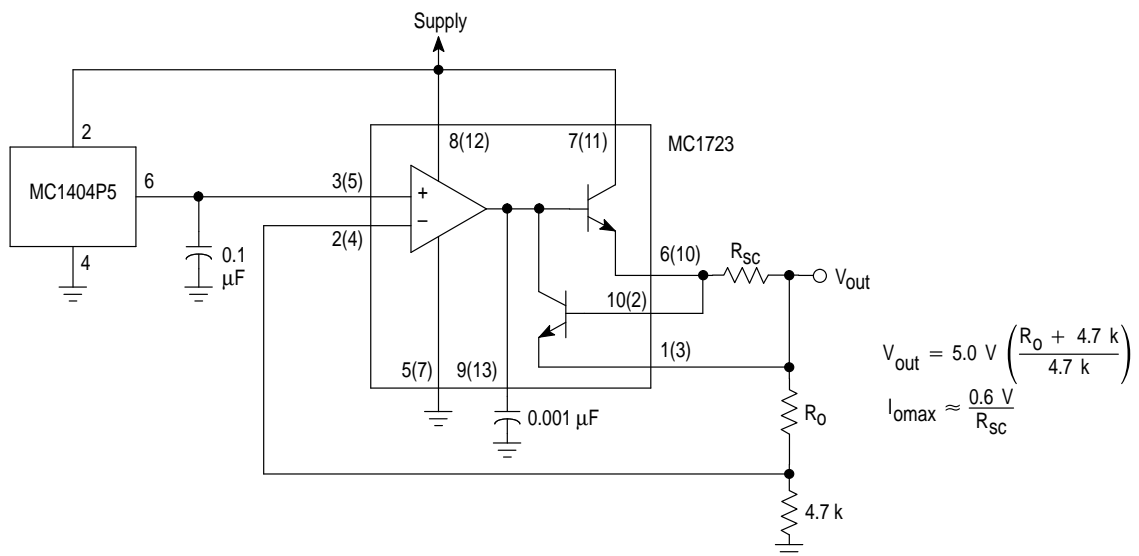 Supply
2
8(12)
7(11)
MC1723
MC1404P5
6
3(5)
+
−
2(4)
4
0.1
μF
6(10)
RSC
Vout
10(2)
1(3)
5(7)
9(13)
0.001 μF
RO
4.7 k
Vout = 5.0 V (RO + 4.7 k / 4.7 k)
Iomax ≈ 0.6 V / RSC